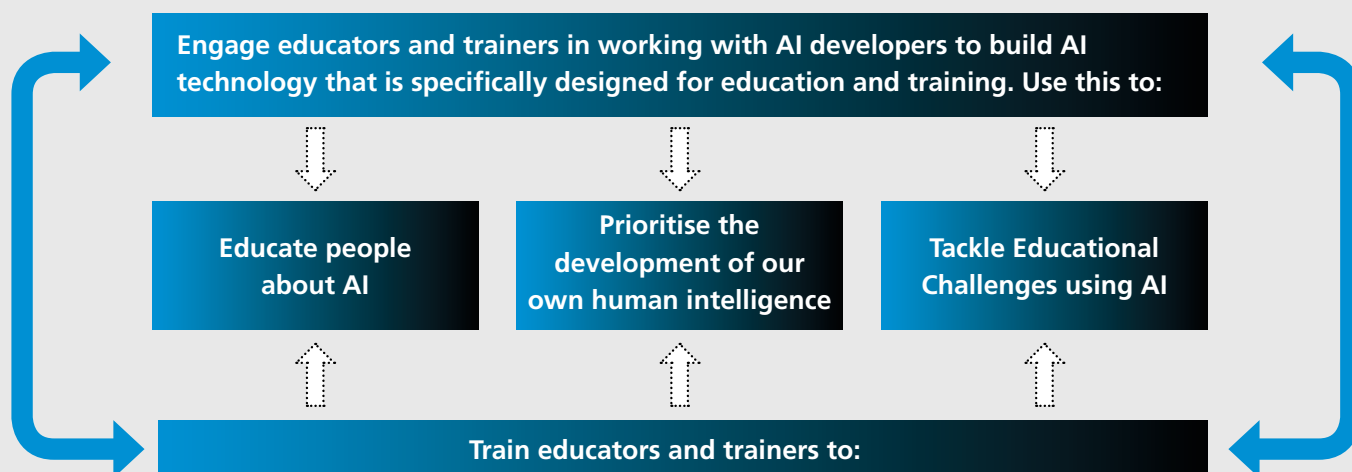 Engage educators and trainers in working with AI developers to build AI
technology that is specifically designed for education and training. Use this to:
Educate people
about AI
Prioritise the
development of our
own human intelligence
Tackle Educational
Challenges using AI
Train educators and trainers to: